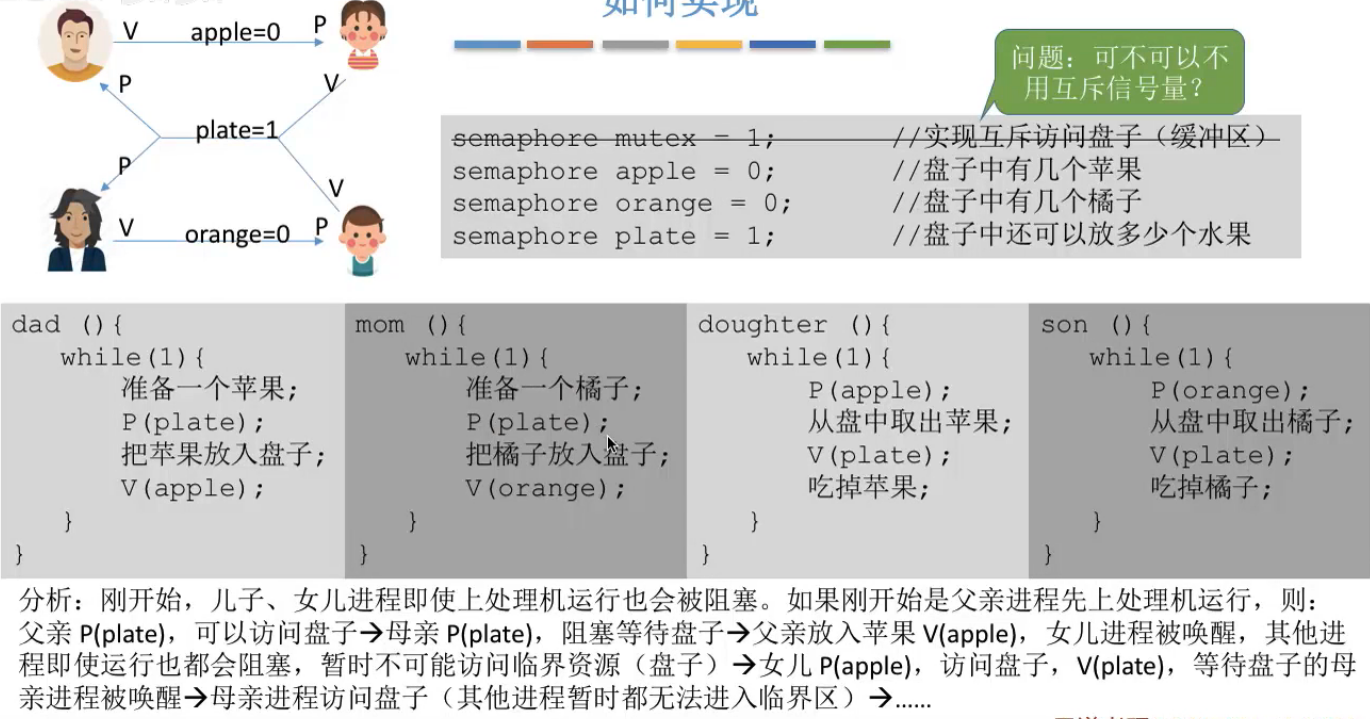 如何实现
V apple=0 P
P V
plate=1
P V
V orange=0 P
问题：可不可以不
用互斥信号量？
semaphore mutex = 1; //实现互斥访问盘子（缓冲区）
semaphore apple = 0; //盘子中有几个苹果
semaphore orange = 0; //盘子中有几个橘子
semaphore plate = 1; //盘子中还可以放多少个水果
dad (){
while(1){
准备一个苹果;
P(plate);
把苹果放入盘子;
V(apple);
}
}
mom (){
while(1){
准备一个橘子;
P(plate);
把橘子放入盘子;
V(orange);
}
}
doughter (){
while(1){
P(apple);
从盘中取出苹果;
V(plate);
吃掉苹果;
}
}
son (){
while(1){
P(orange);
从盘中取出橘子;
V(plate);
吃掉橘子;
}
}
分析：刚开始，儿子、女儿进程即使上处理机运行也会被阻塞。如果刚开始是父亲进程先上处理机运行，则：
父亲 P(plate)，可以访问盘子→母亲 P(plate)，阻塞等待盘子→父亲放入苹果 V(apple)，女儿进程被唤醒，其他进
程即使运行也都会阻塞，暂时不可能访问临界资源（盘子）→女儿 P(apple)，访问盘子，V(plate)，等待盘子的母
亲进程被唤醒→母亲进程访问盘子（其他进程暂时都无法进入临界区）→……